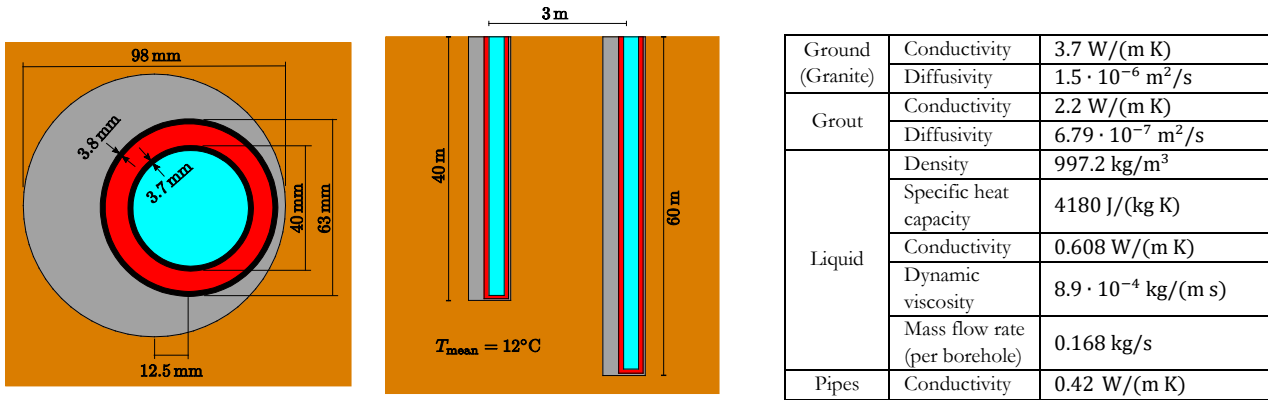 98 mm
3.8 mm
3.7 mm
40 mm
63 mm
12.5 mm
3 m
40 m
60 m
T_mean = 12°C
Ground (Granite) Conductivity 3.7 W/(m K)
Diffusivity 1.5 · 10⁻⁶ m²/s
Grout Conductivity 2.2 W/(m K)
Diffusivity 6.79 · 10⁻⁷ m²/s
Liquid Density 997.2 kg/m³
Specific heat capacity 4180 J/(kg K)
Conductivity 0.608 W/(m K)
Dynamic viscosity 8.9 · 10⁻⁴ kg/(m s)
Mass flow rate (per borehole) 0.168 kg/s
Pipes Conductivity 0.42 W/(m K)